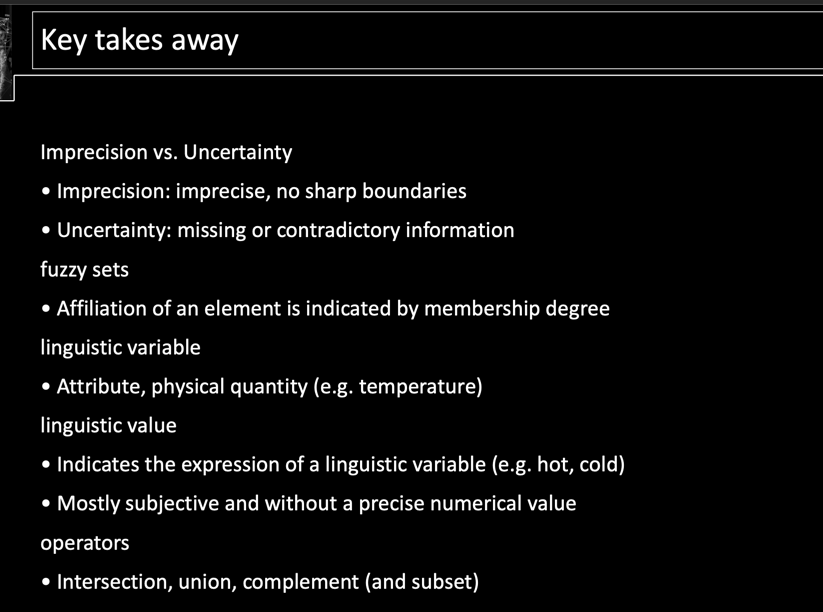 Key takes away
Imprecision vs. Uncertainty
• Imprecision: imprecise, no sharp boundaries
• Uncertainty: missing or contradictory information
fuzzy sets
• Affiliation of an element is indicated by membership degree
linguistic variable
• Attribute, physical quantity (e.g. temperature)
linguistic value
• Indicates the expression of a linguistic variable (e.g. hot, cold)
• Mostly subjective and without a precise numerical value
operators
• Intersection, union, complement (and subset)